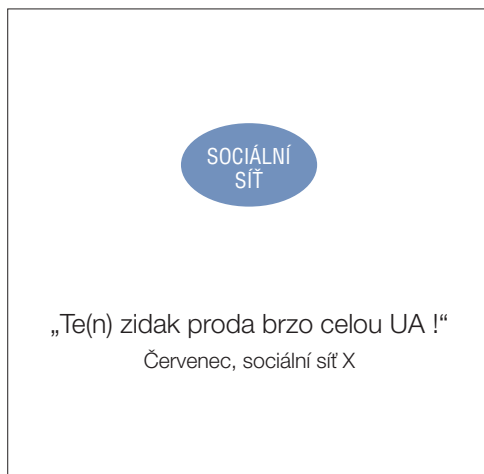 SOCIÁLNÍ
SÍŤ
„Te(n) zidak proda brzo celou UA !“
Červenec, sociální síť X